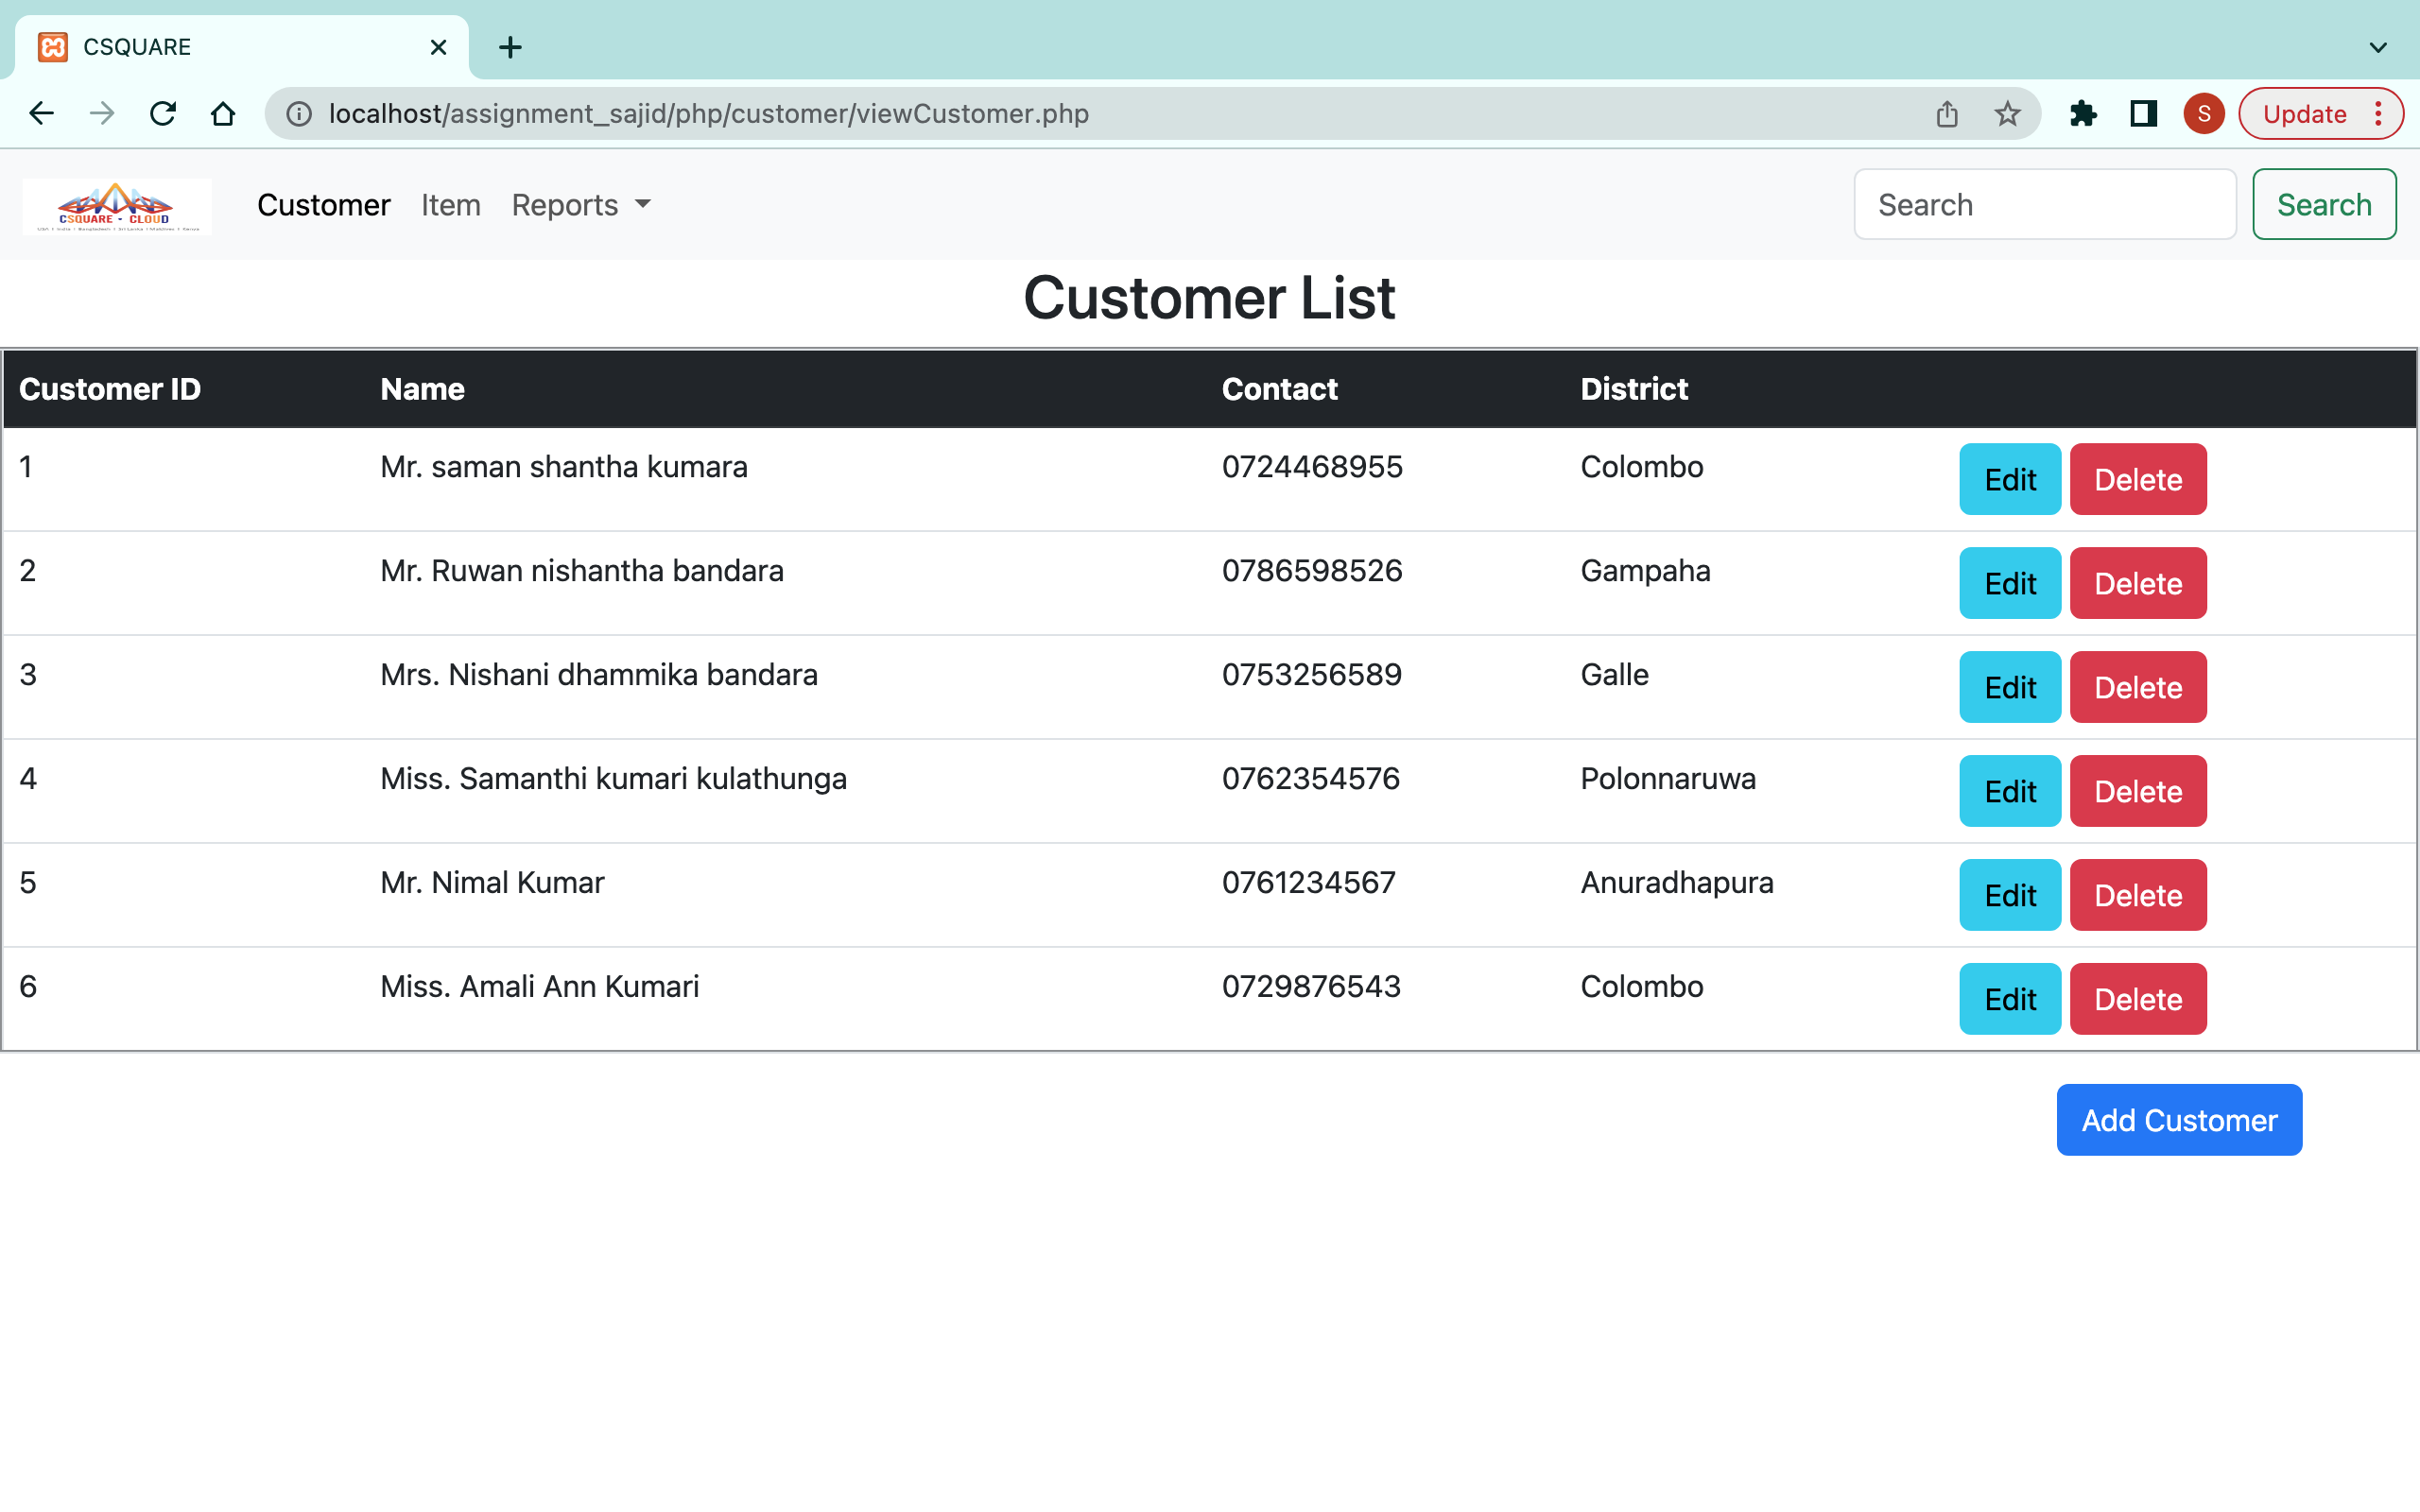 CSQUARE
localhost/assignment_sajid/php/customer/viewCustomer.php
S
Update
CSQUARE - CLOUD
Customer Item Reports
Search Search
Customer List
Customer ID Name Contact District
1 Mr. saman shantha kumara 0724468955 Colombo Edit Delete
2 Mr. Ruwan nishantha bandara 0786598526 Gampaha Edit Delete
3 Mrs. Nishani dhammika bandara 0753256589 Galle Edit Delete
4 Miss. Samanthi kumari kulathunga 0762354576 Polonnaruwa Edit Delete
5 Mr. Nimal Kumar 0761234567 Anuradhapura Edit Delete
6 Miss. Amali Ann Kumari 0729876543 Colombo Edit Delete
Add Customer